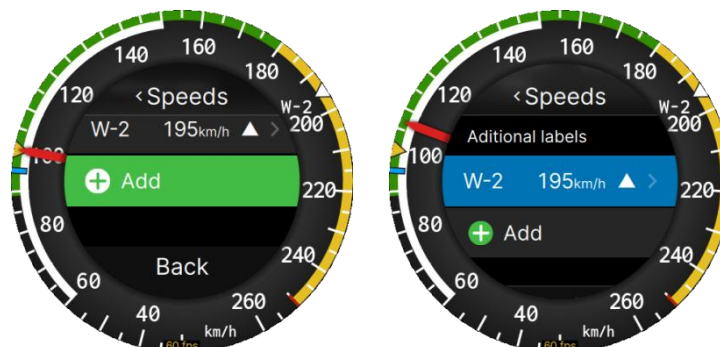 140 160 180
120
<Speeds
W-2
W-2 195km/h ▲ >
200
100
Add
220
80
Back
240
60
40
260
km/h
60 fps
140 160 180
120
<Speeds
W-2
200
Aditional labels
100
W-2 195km/h ▲ >
220
80
Add
240
60
40
260
km/h
60 fps